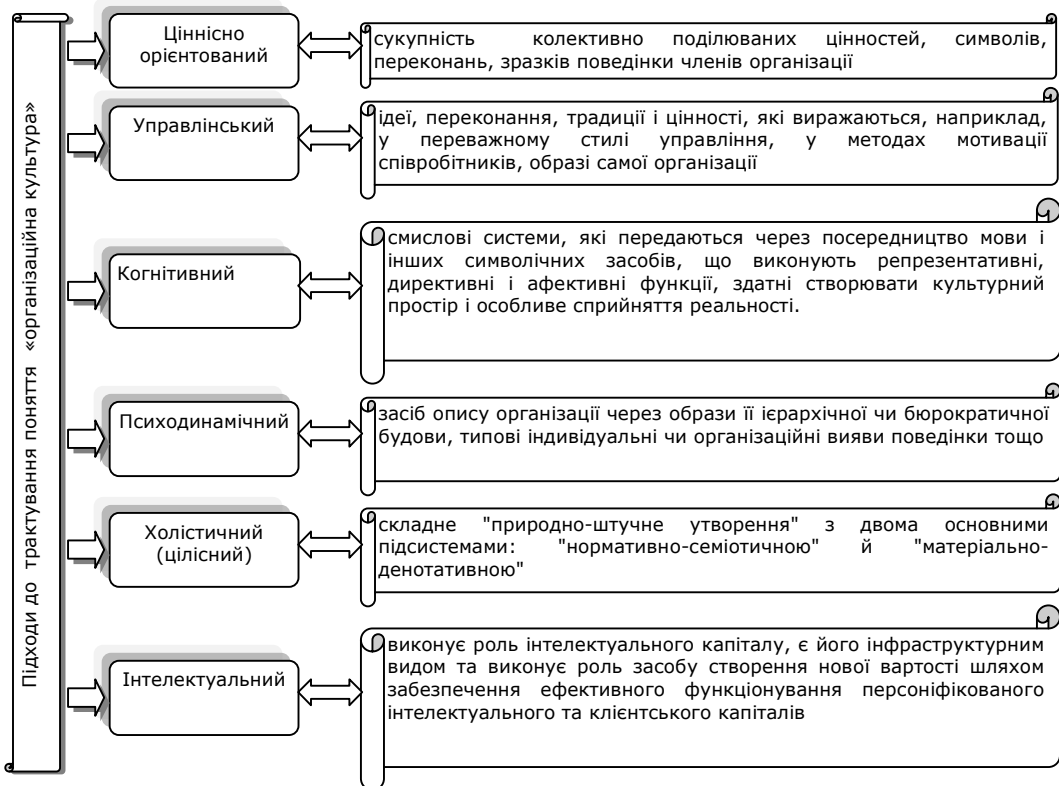 Підходи до трактування поняття «організаційна культура»
Ціннісно
орієнтований
сукупність колективно поділюваних цінностей, символів,
переконань, зразків поведінки членів організації
Управлінський
ідеї, переконання, традиції і цінності, які виражаються, наприклад,
у переважному стилі управління, у методах мотивації
співробітників, образі самої організації
Когнітивний
смислові системи, які передаються через посередництво мови і
інших символічних засобів, що виконують репрезентативні,
директивні і афективні функції, здатні створювати культурний
простір і особливе сприйняття реальності.
Психодинамічний
засіб опису організації через образи її ієрархічної чи бюрократичної
будови, типові індивідуальні чи організаційні вияви поведінки тощо
Холістичний
(цілісний)
складне "природно-штучне утворення" з двома основними
підсистемами: "нормативно-семіотичною" й "матеріально-
денотативною"
Інтелектуальний
виконує роль інтелектуального капіталу, є його інфраструктурним
видом та виконує роль засобу створення нової вартості шляхом
забезпечення ефективного функціонування персоніфікованого
інтелектуального та клієнтського капіталів